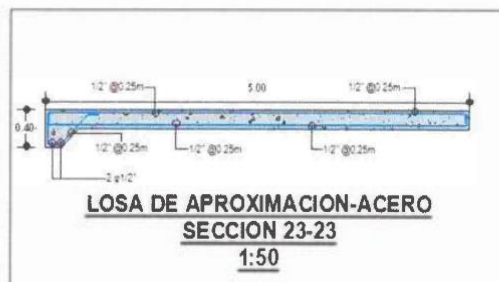 1/2" @0.25m 5.00 1/2" @0.25m
0.40
1/2" @0.25m 1/2" @0.25m 1/2" @0.25m
2 φ1/2"
LOSA DE APROXIMACION-ACERO
SECCION 23-23
1:50